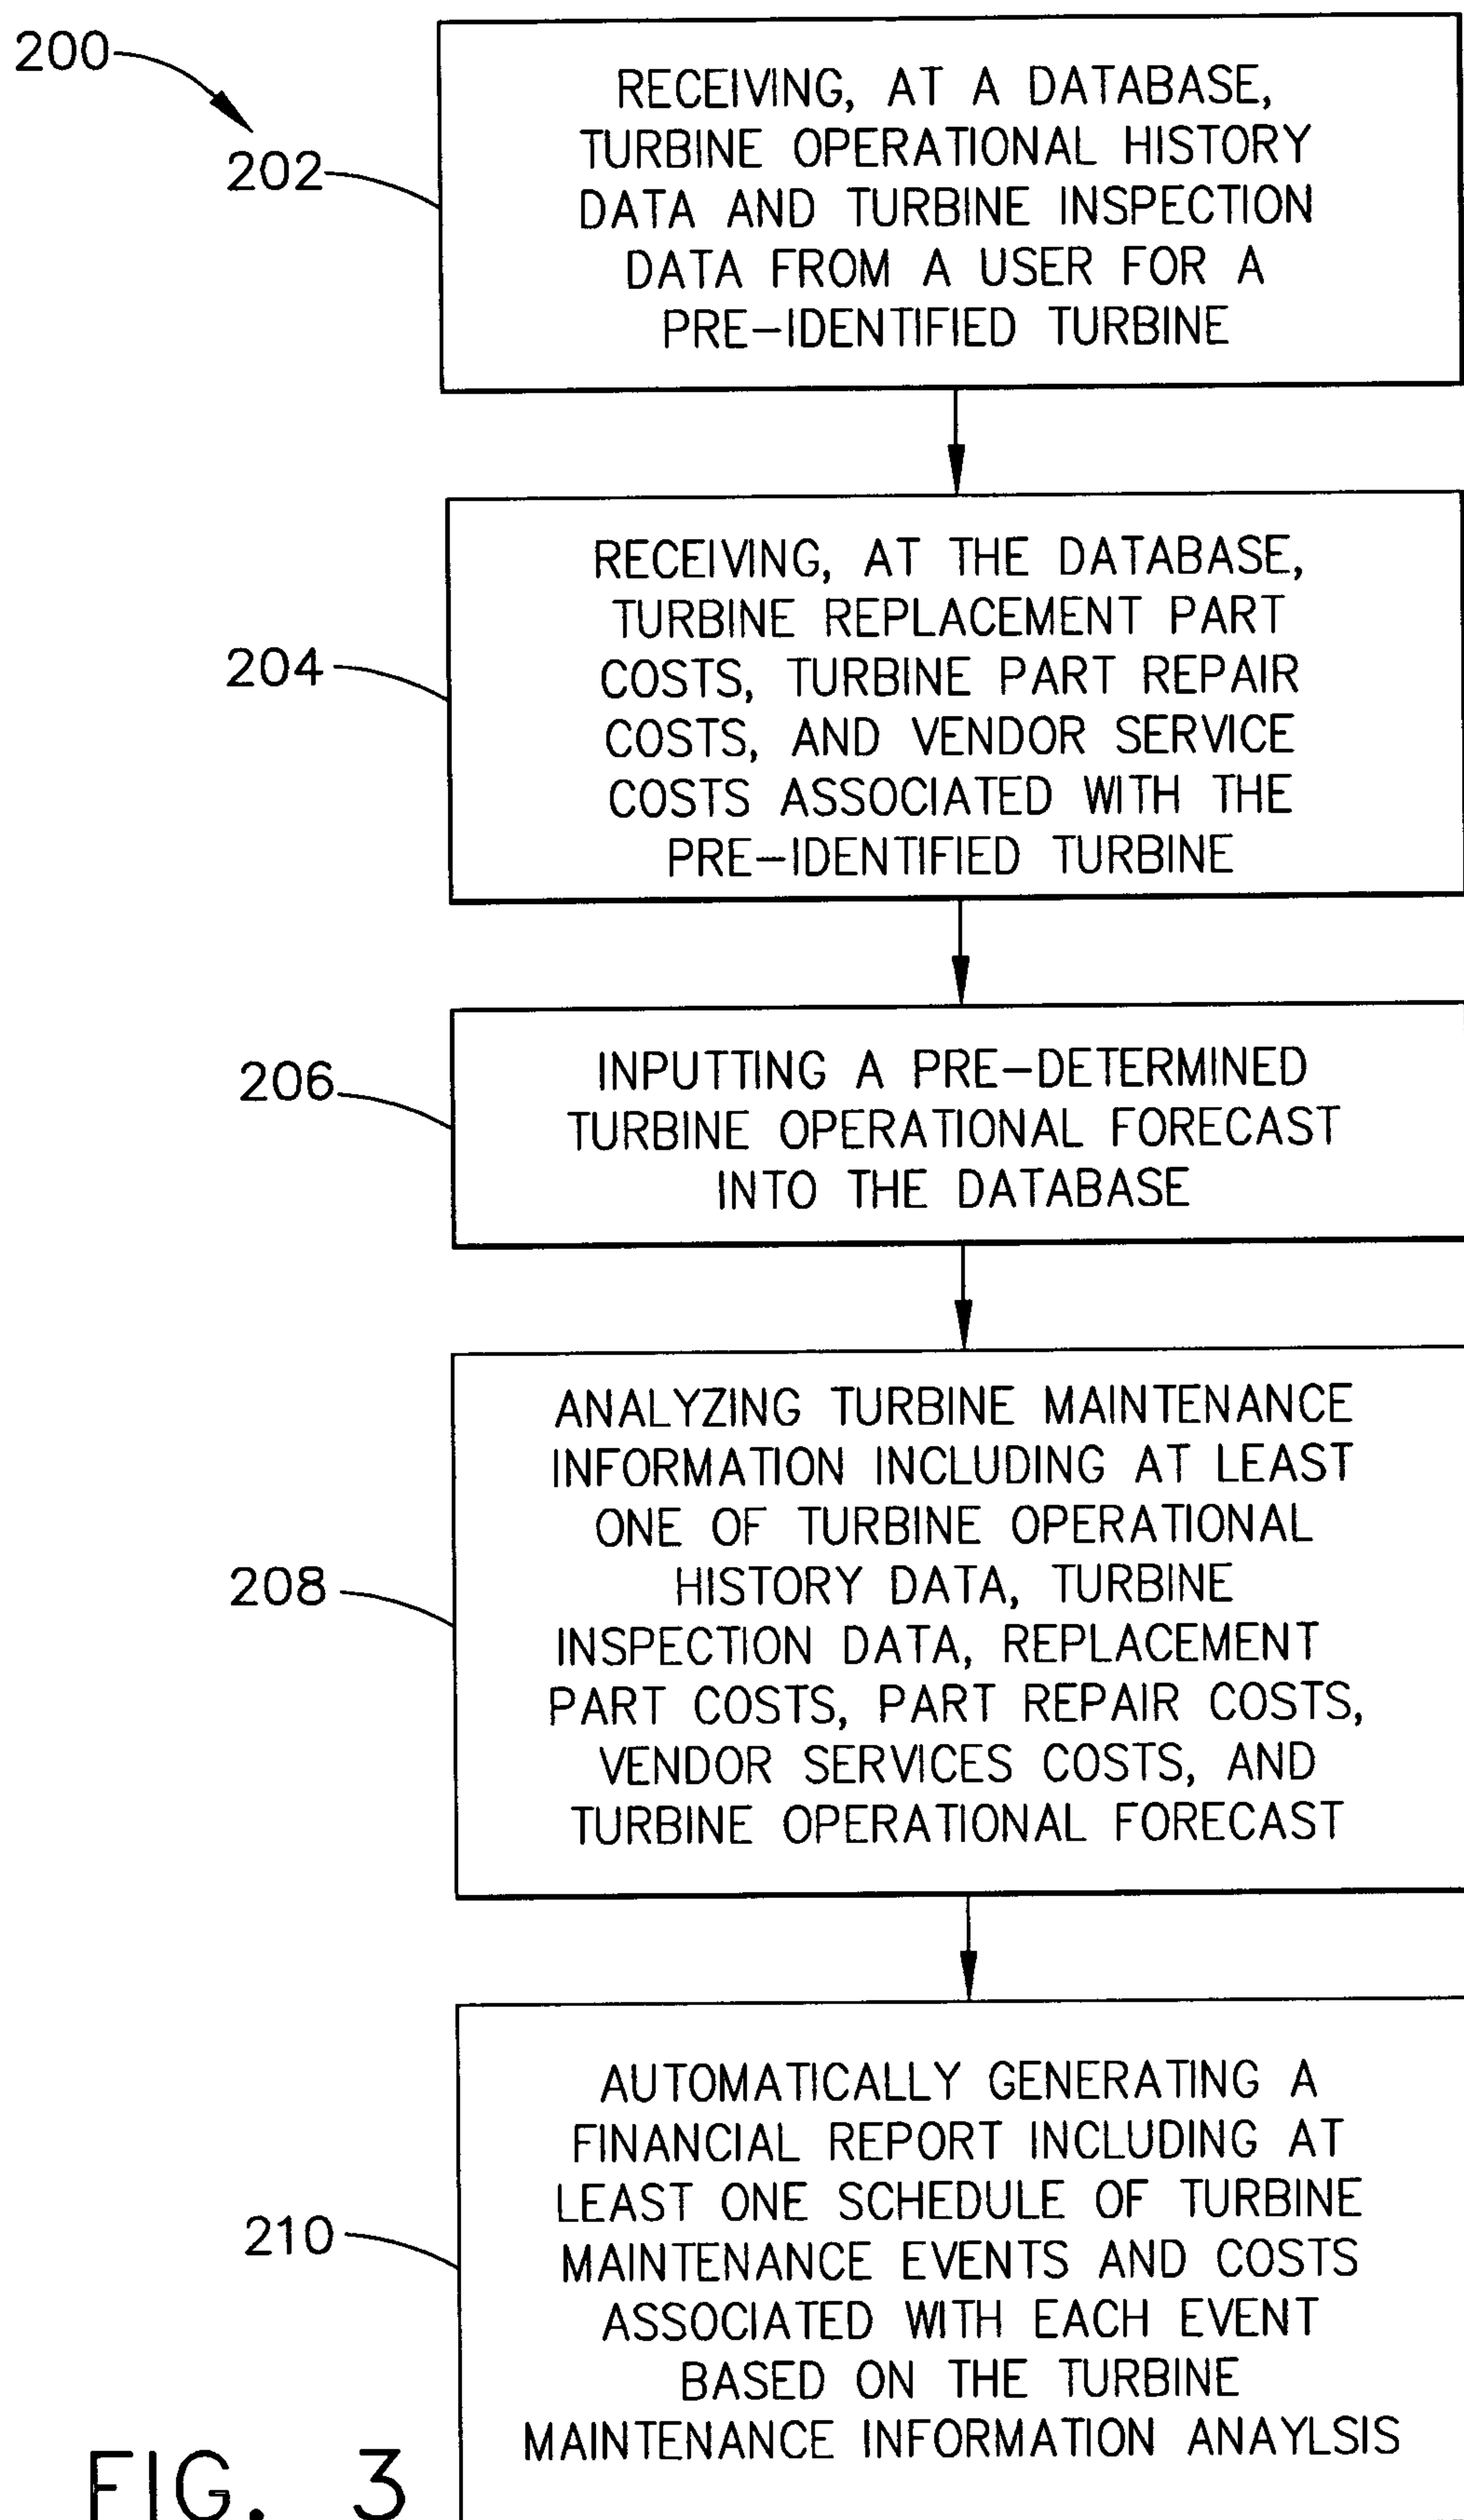 200
202
RECEIVING, AT A DATABASE,
TURBINE OPERATIONAL HISTORY
DATA AND TURBINE INSPECTION
DATA FROM A USER FOR A
PRE-IDENTIFIED TURBINE
204
RECEIVING, AT THE DATABASE,
TURBINE REPLACEMENT PART
COSTS, TURBINE PART REPAIR
COSTS, AND VENDOR SERVICE
COSTS ASSOCIATED WITH THE
PRE-IDENTIFIED TURBINE
206
INPUTTING A PRE-DETERMINED
TURBINE OPERATIONAL FORECAST
INTO THE DATABASE
208
ANALYZING TURBINE MAINTENANCE
INFORMATION INCLUDING AT LEAST
ONE OF TURBINE OPERATIONAL
HISTORY DATA, TURBINE
INSPECTION DATA, REPLACEMENT
PART COSTS, PART REPAIR COSTS,
VENDOR SERVICES COSTS, AND
TURBINE OPERATIONAL FORECAST
210
AUTOMATICALLY GENERATING A
FINANCIAL REPORT INCLUDING AT
LEAST ONE SCHEDULE OF TURBINE
MAINTENANCE EVENTS AND COSTS
ASSOCIATED WITH EACH EVENT
BASED ON THE TURBINE
MAINTENANCE INFORMATION ANAYLSIS
FIG. 3